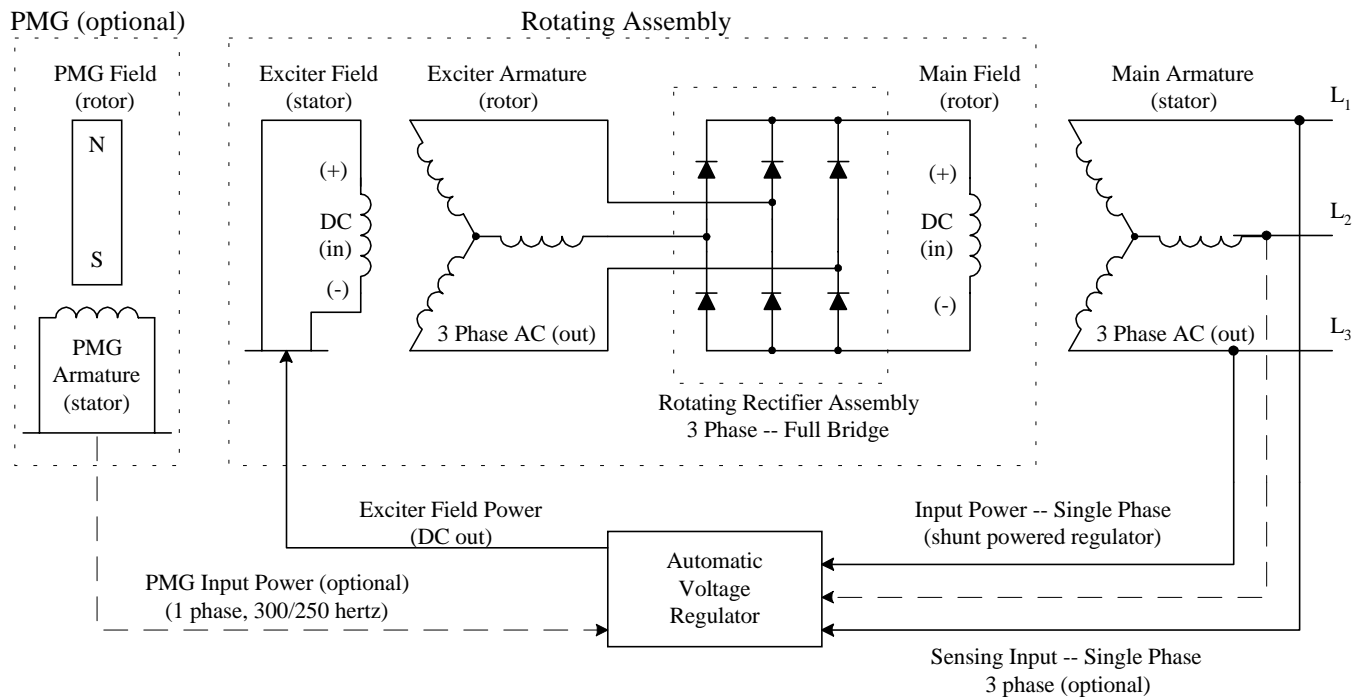 PMG (optional)
Rotating Assembly
PMG Field
(rotor)
N
S
PMG
Armature
(stator)
Exciter Field
(stator)
(+)
DC
(in)
(-)
Exciter Armature
(rotor)
3 Phase AC (out)
Rotating Rectifier Assembly
3 Phase -- Full Bridge
Main Field
(rotor)
(+)
DC
(in)
(-)
Main Armature
(stator)
3 Phase AC (out)
L1
L2
L3
Exciter Field Power
(DC out)
PMG Input Power (optional)
(1 phase, 300/250 hertz)
Automatic
Voltage
Regulator
Input Power -- Single Phase
(shunt powered regulator)
Sensing Input -- Single Phase
3 phase (optional)